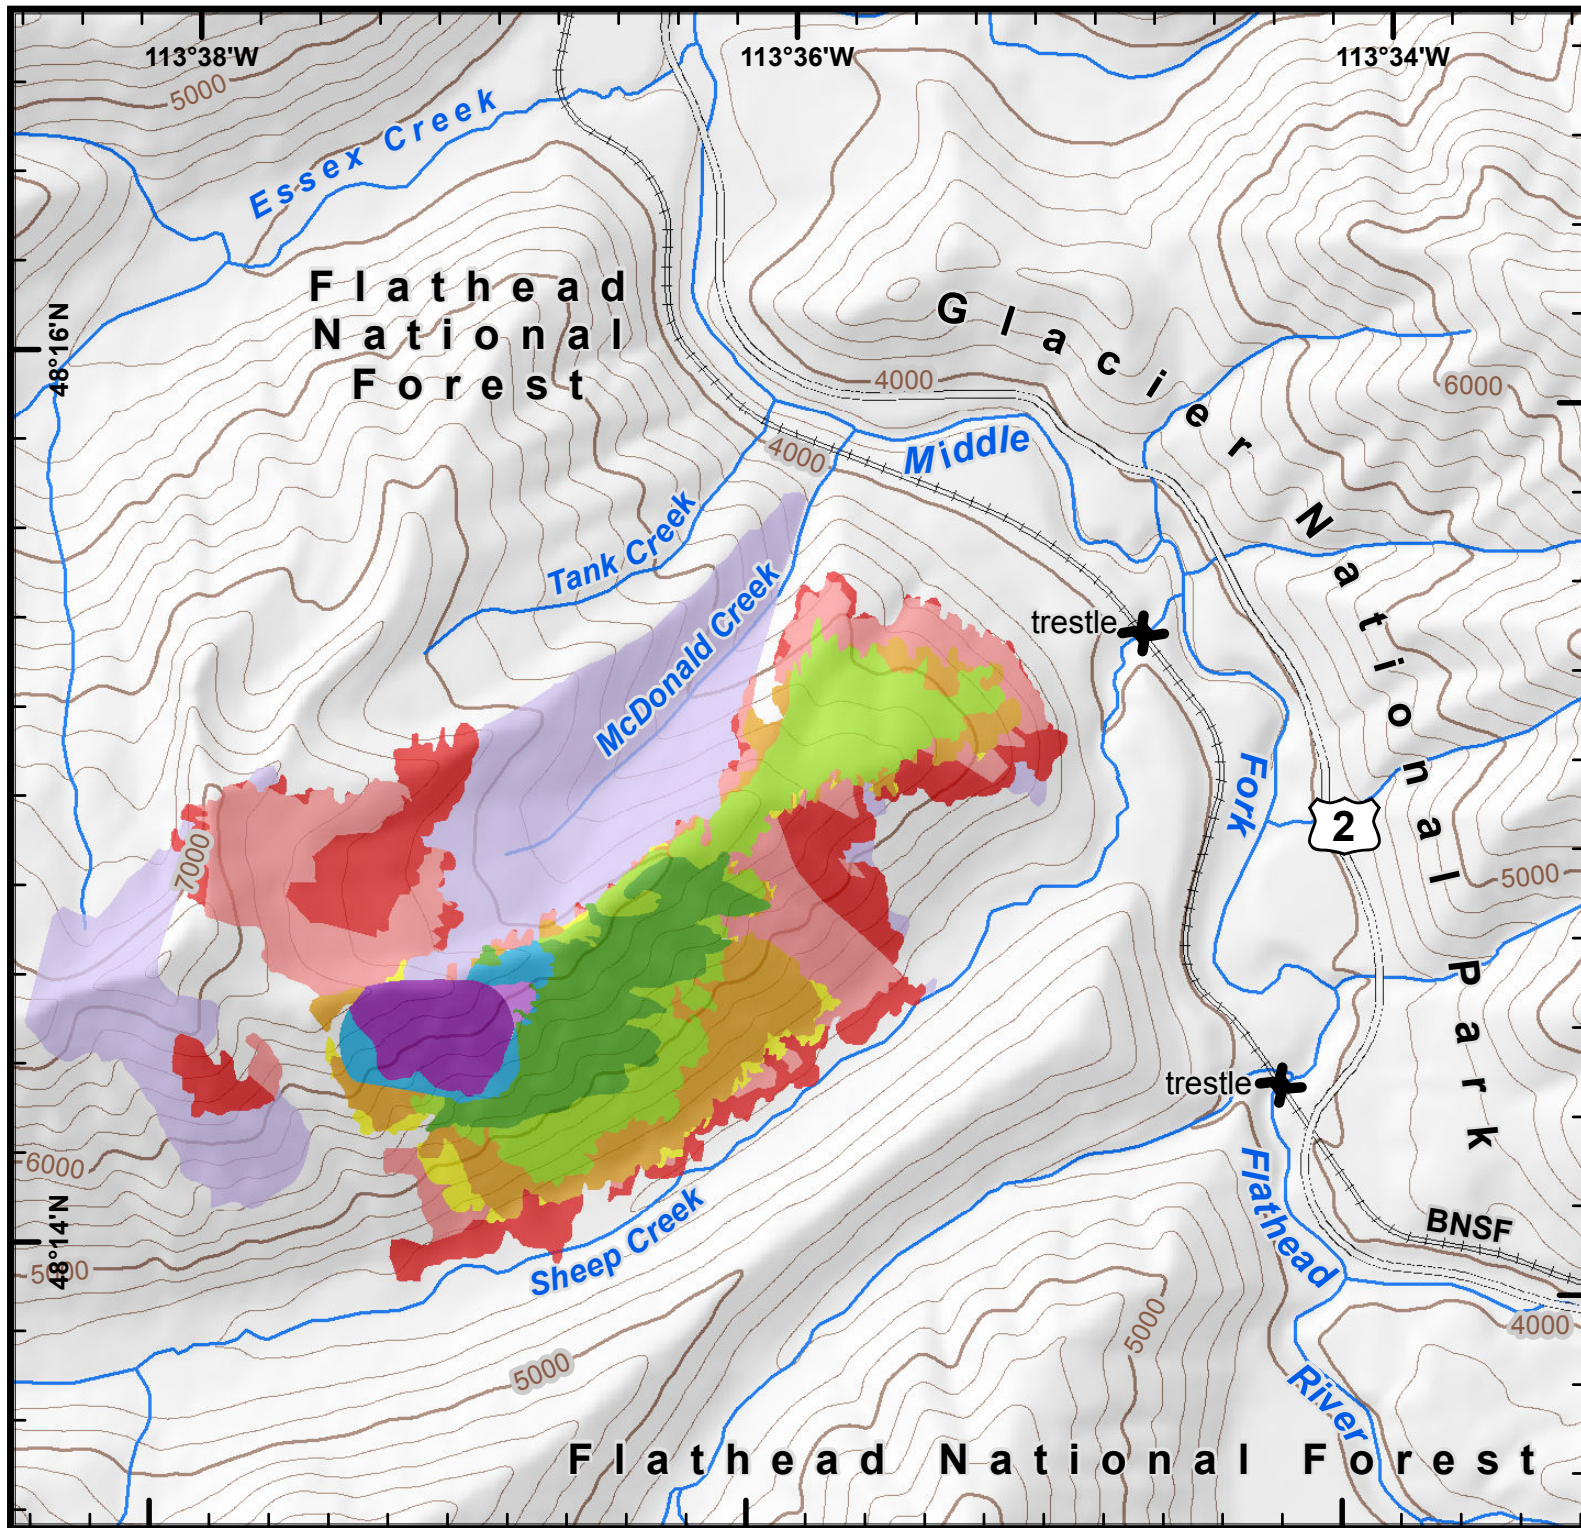 113°38'W
113°36'W
113°34'W
5000
Essex Creek
Flathead
National
Forest
48°16'N
Glacier National Park
4000
6000
4000
Middle
Tank Creek
trestle
McDonald Creek
Fork
2
7000
5000
trestle
6000
Flathead
BNSF
48°14'N
5000
Sheep Creek
4000
5000
5000
River
Flathead National Forest